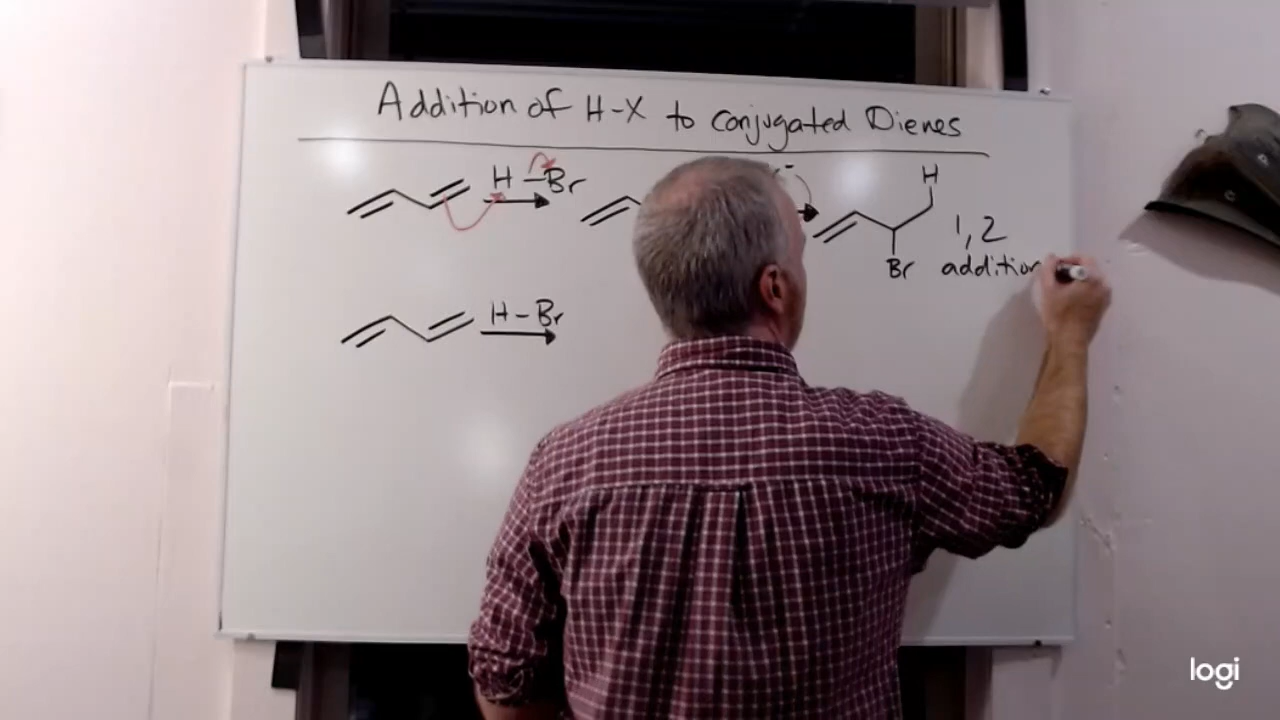 Addition of H-X to Conjugated Dienes
H-Br H
1,2
Br addition
H-Br
logi